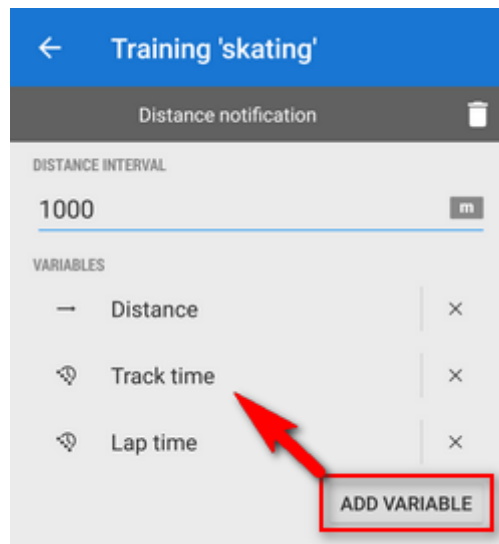 Training 'skating'
Distance notification
DISTANCE INTERVAL
1000 m
VARIABLES
Distance
Track time
Lap time
ADD VARIABLE